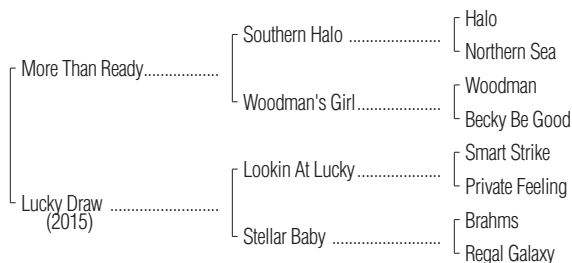 Halo
Southern Halo ....................
Northern Sea
More Than Ready................
Woodman
Woodman's Girl..................
Becky Be Good
Smart Strike
Lookin At Lucky..................
Private Feeling
Lucky Draw .......................
(2015)
Brahms
Stellar Baby .......................
Regal Galaxy